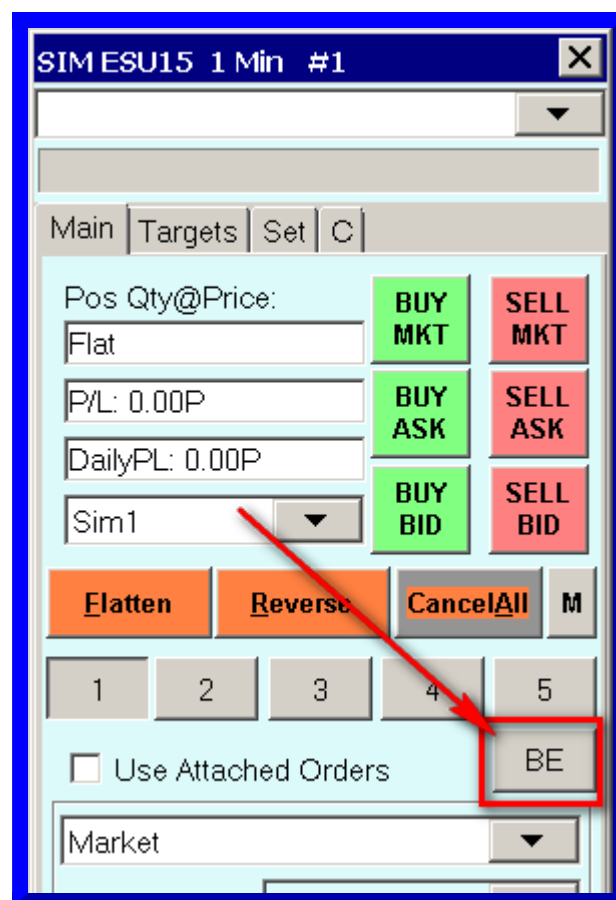 SIM ESU15 1 Min #1
Main Targets Set C
Pos Qty@Price:
Flat
P/L: 0.00P
DailyPL: 0.00P
Sim1
BUY MKT
SELL MKT
BUY ASK
SELL ASK
BUY BID
SELL BID
Flatten Reverse CancelAll M
1 2 3 4 5
Use Attached Orders BE
Market